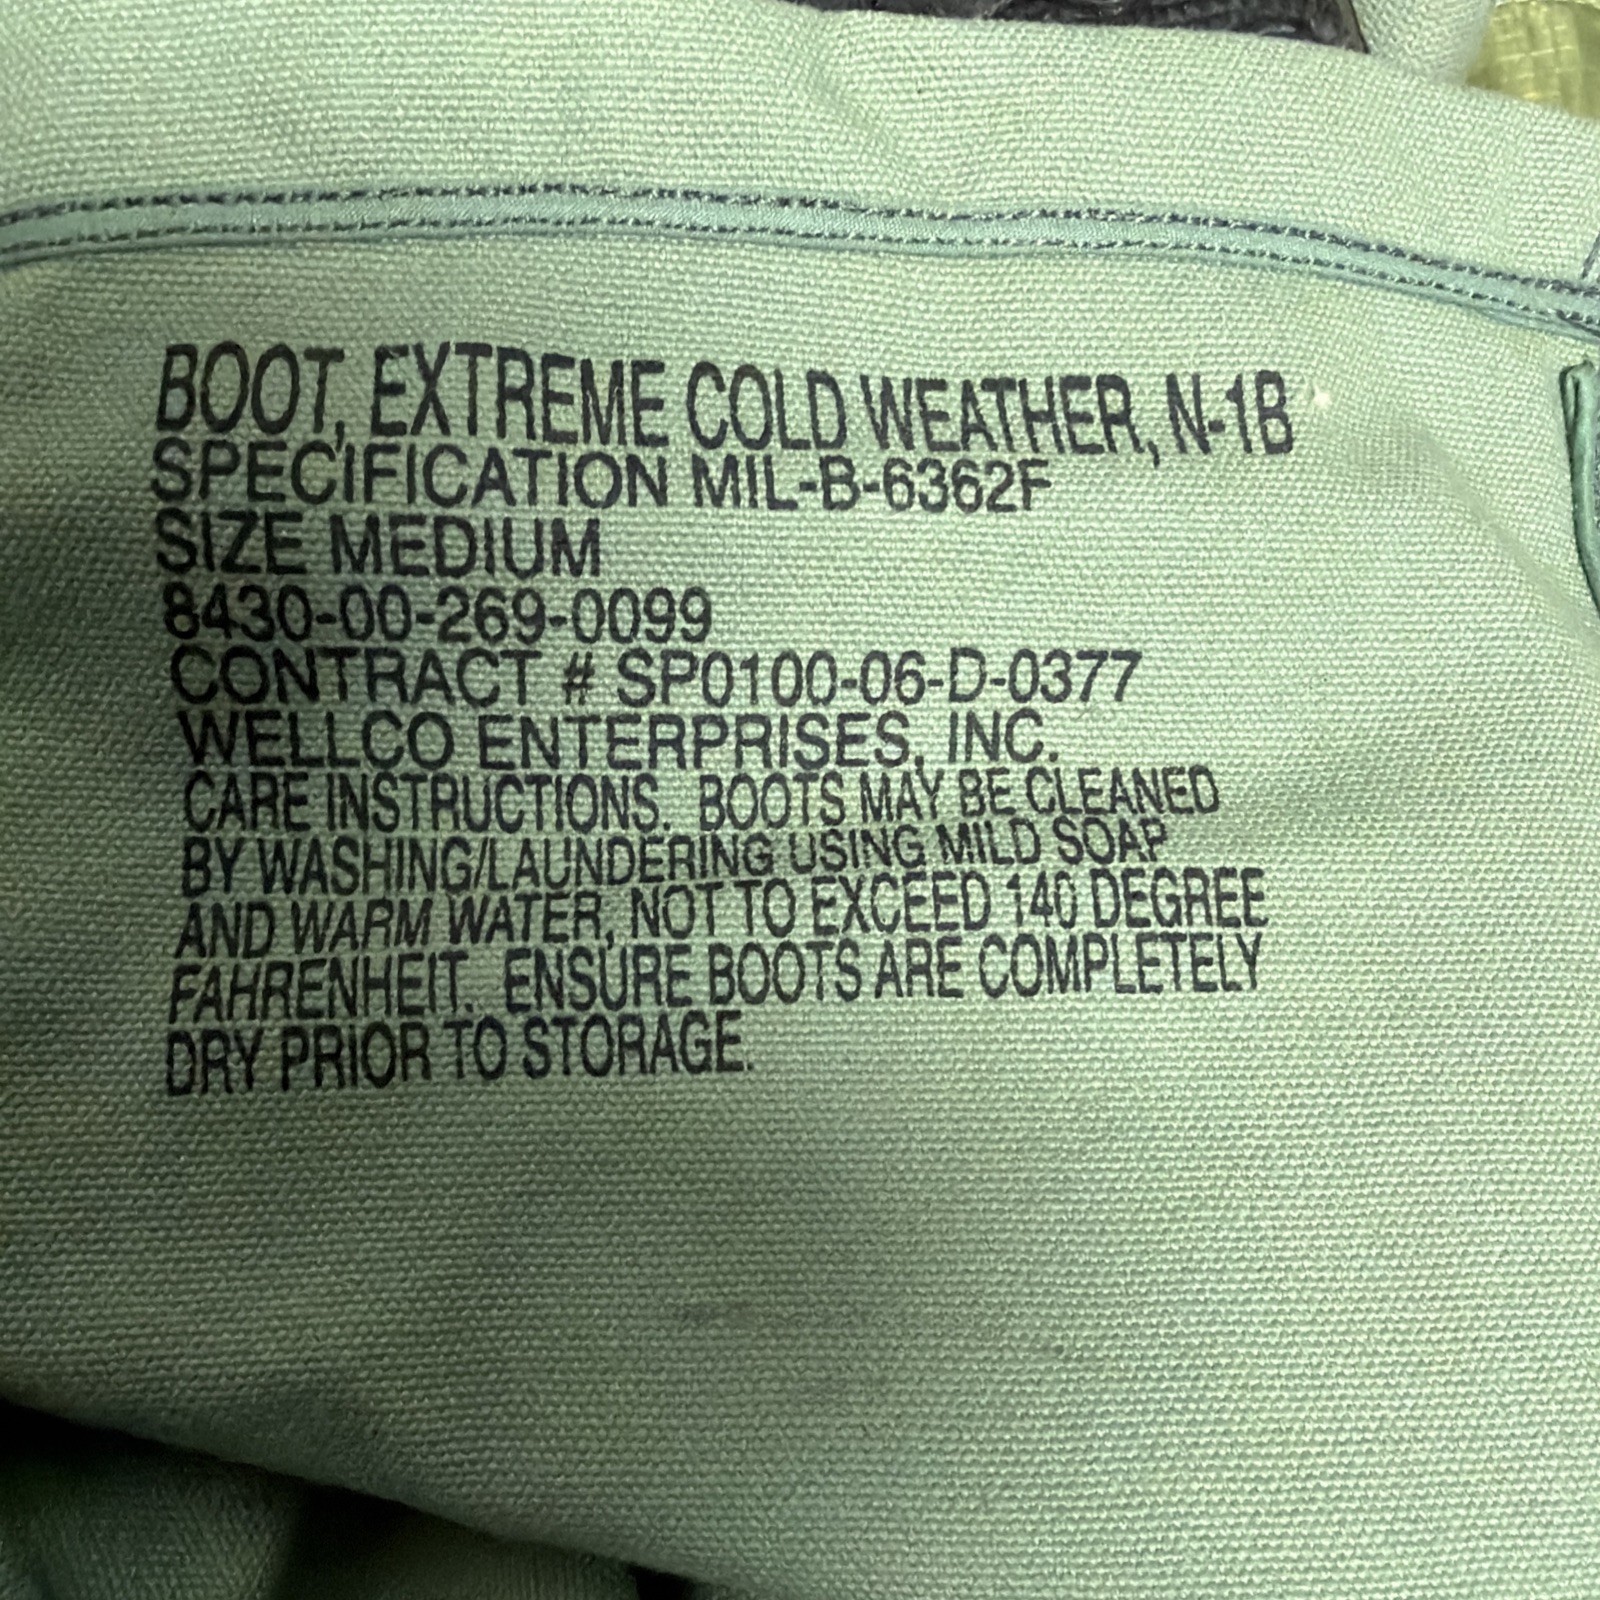 BOOT, EXTREME COLD WEATHER, N-1B
SPECIFICATION MIL-B-6362F
SIZE MEDIUM
8430-00-269-0099
CONTRACT # SP0100-06-D-0377
WELLCO ENTERPRISES, INC.
CARE INSTRUCTIONS. BOOTS MAY BE CLEANED
BY WASHING/LAUNDERING USING MILD SOAP
AND WARM WATER, NOT TO EXCEED 140 DEGREE
FAHRENHEIT. ENSURE BOOTS ARE COMPLETELY
DRY PRIOR TO STORAGE.